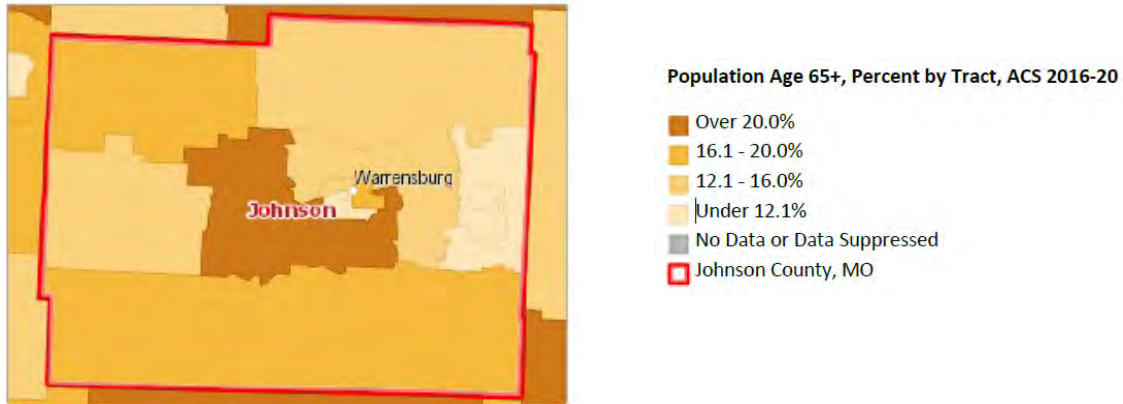 Population Age 65+, Percent by Tract, ACS 2016-20
Over 20.0%
16.1 - 20.0%
12.1 - 16.0%
Under 12.1%
No Data or Data Suppressed
Johnson County, MO
Warrensburg
Johnson